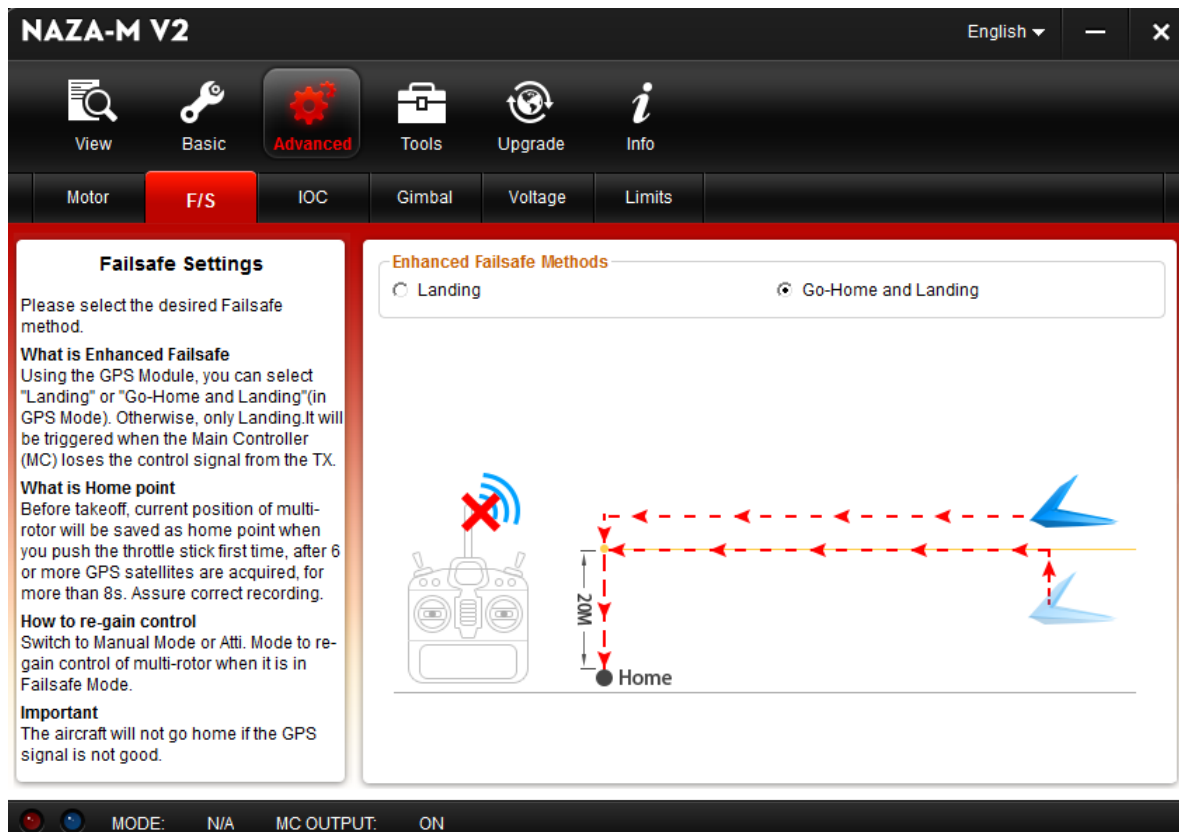 NAZA-M V2
English
View
Basic
Advanced
Tools
Upgrade
Info
Motor
F/S
IOC
Gimbal
Voltage
Limits
Failsafe Settings
Please select the desired Failsafe
method.
What is Enhanced Failsafe
Using the GPS Module, you can select
"Landing" or "Go-Home and Landing"(in
GPS Mode). Otherwise, only Landing.It will
be triggered when the Main Controller
(MC) loses the control signal from the TX.
What is Home point
Before takeoff, current position of multi-
rotor will be saved as home point when
you push the throttle stick first time, after 6
or more GPS satellites are acquired, for
more than 8s. Assure correct recording.
How to re-gain control
Switch to Manual Mode or Atti. Mode to re-
gain control of multi-rotor when it is in
Failsafe Mode.
Important
The aircraft will not go home if the GPS
signal is not good.
Enhanced Failsafe Methods
Landing
Go-Home and Landing
20M
Home
MODE: N/A MC OUTPUT: ON